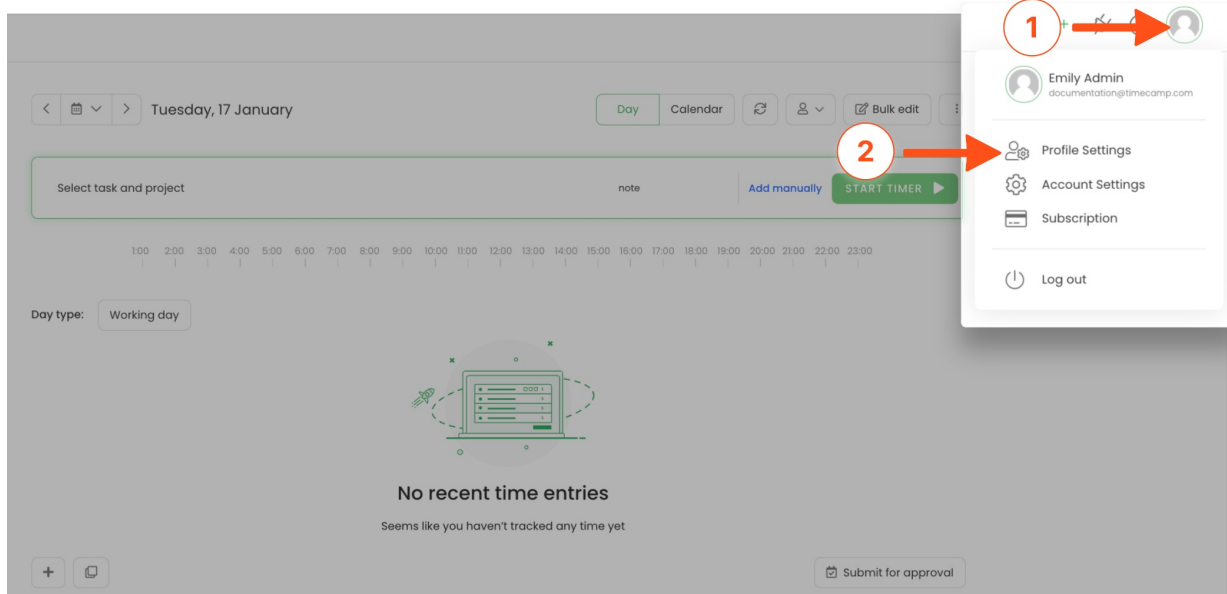 1
Emily Admin
documentation@timecamp.com
Tuesday, 17 January
Day Calendar Bulk edit
2
Profile Settings
Select task and project note Add manually START TIMER
Account Settings
Subscription
1:00 2:00 3:00 4:00 5:00 6:00 7:00 8:00 9:00 10:00 11:00 12:00 13:00 14:00 15:00 16:00 17:00 18:00 19:00 20:00 21:00 22:00 23:00
Log out
Day type: Working day
No recent time entries
Seems like you haven't tracked any time yet
Submit for approval